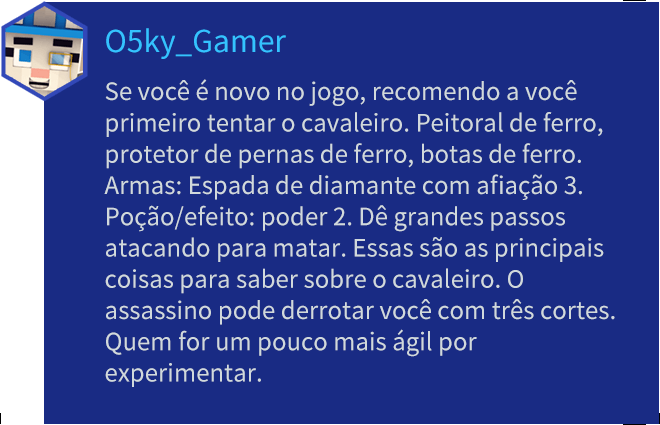 O5ky_Gamer
Se você é novo no jogo, recomendo a você
primeiro tentar o cavaleiro. Peitoral de ferro,
protetor de pernas de ferro, botas de ferro.
Armas: Espada de diamante com afiação 3.
Poção/efeito: poder 2. Dê grandes passos
atacando para matar. Essas são as principais
coisas para saber sobre o cavaleiro. O
assassino pode derrotar você com três cortes.
Quem for um pouco mais ágil por
experimentar.